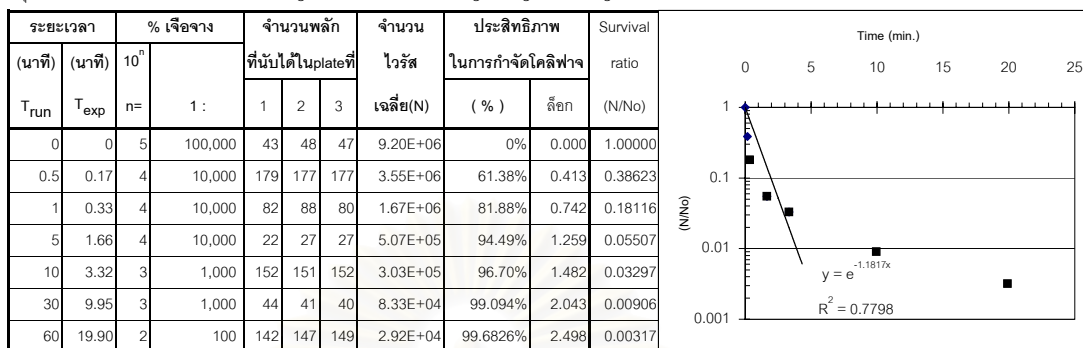 ระยะเวลา % เจือจาง จำนวนพลัก จำนวน ประสิทธิภาพ Survival
(นาที) (นาที) 10^n ที่นับได้ในplateที่ ไวรัส ในการกำจัดโคลิฟาจ ratio
Trun Texp n= 1 : 1 2 3 เฉลี่ย(N) ( % ) ล็อก (N/No)
0 0 5 100,000 43 48 47 9.20E+06 0% 0.000 1.00000
0.5 0.17 4 10,000 179 177 177 3.55E+06 61.38% 0.413 0.38623
1 0.33 4 10,000 82 88 80 1.67E+06 81.88% 0.742 0.18116
5 1.66 4 10,000 22 27 27 5.07E+05 94.49% 1.259 0.05507
10 3.32 3 1,000 152 151 152 3.03E+05 96.70% 1.482 0.03297
30 9.95 3 1,000 44 41 40 8.33E+04 99.094% 2.043 0.00906
60 19.90 2 100 142 147 149 2.92E+04 99.6826% 2.498 0.00317
Time (min.)
0 5 10 15 20 25
1
0.1
(N/No)
0.01
y = e^-1.1817x
R^2 = 0.7798
0.001